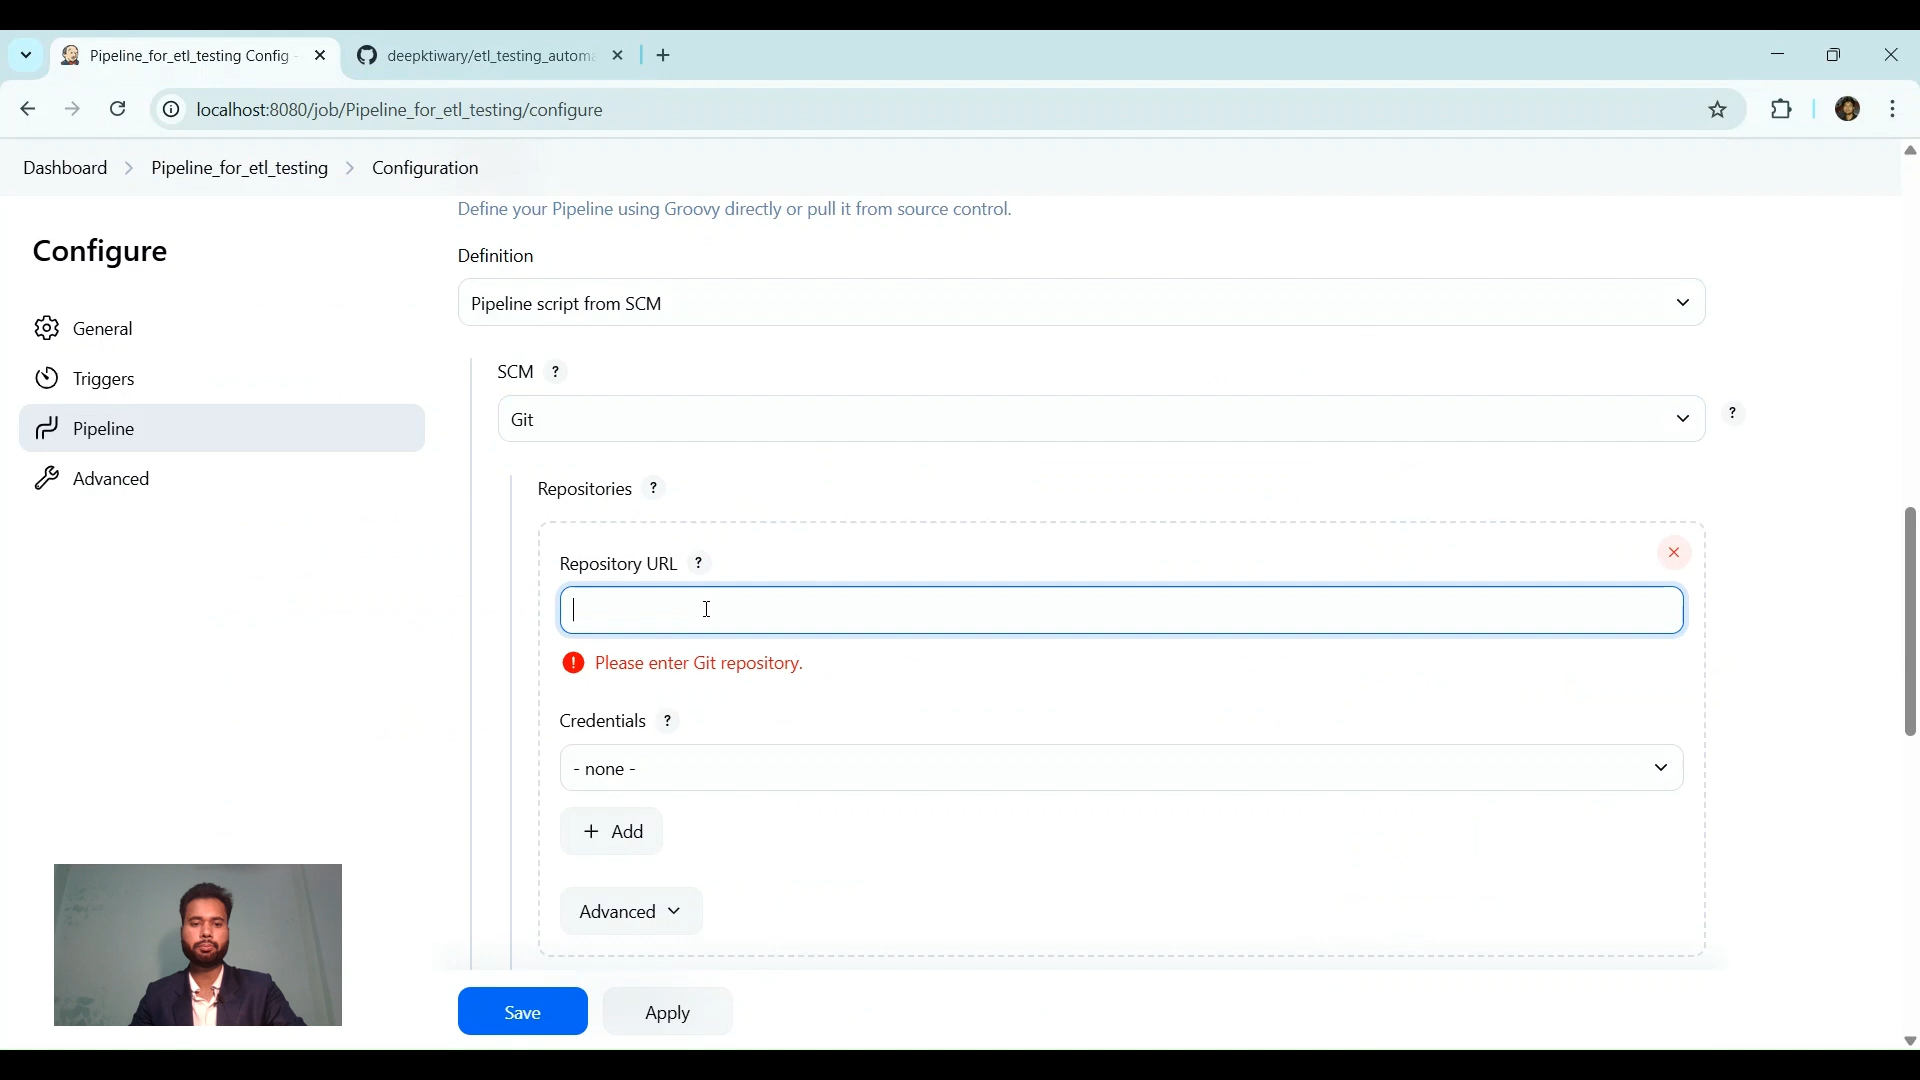 Pipeline_for_etl_testing Config -
deepktiwary/etl_testing_autom
localhost:8080/job/Pipeline_for_etl_testing/configure
Dashboard > Pipeline_for_etl_testing > Configuration
Define your Pipeline using Groovy directly or pull it from source control.
Configure
General
Triggers
Pipeline
Advanced
Definition
Pipeline script from SCM
SCM ?
Git
?
Repositories ?
Repository URL ?
Please enter Git repository.
Credentials ?
- none -
+ Add
Advanced
Save
Apply